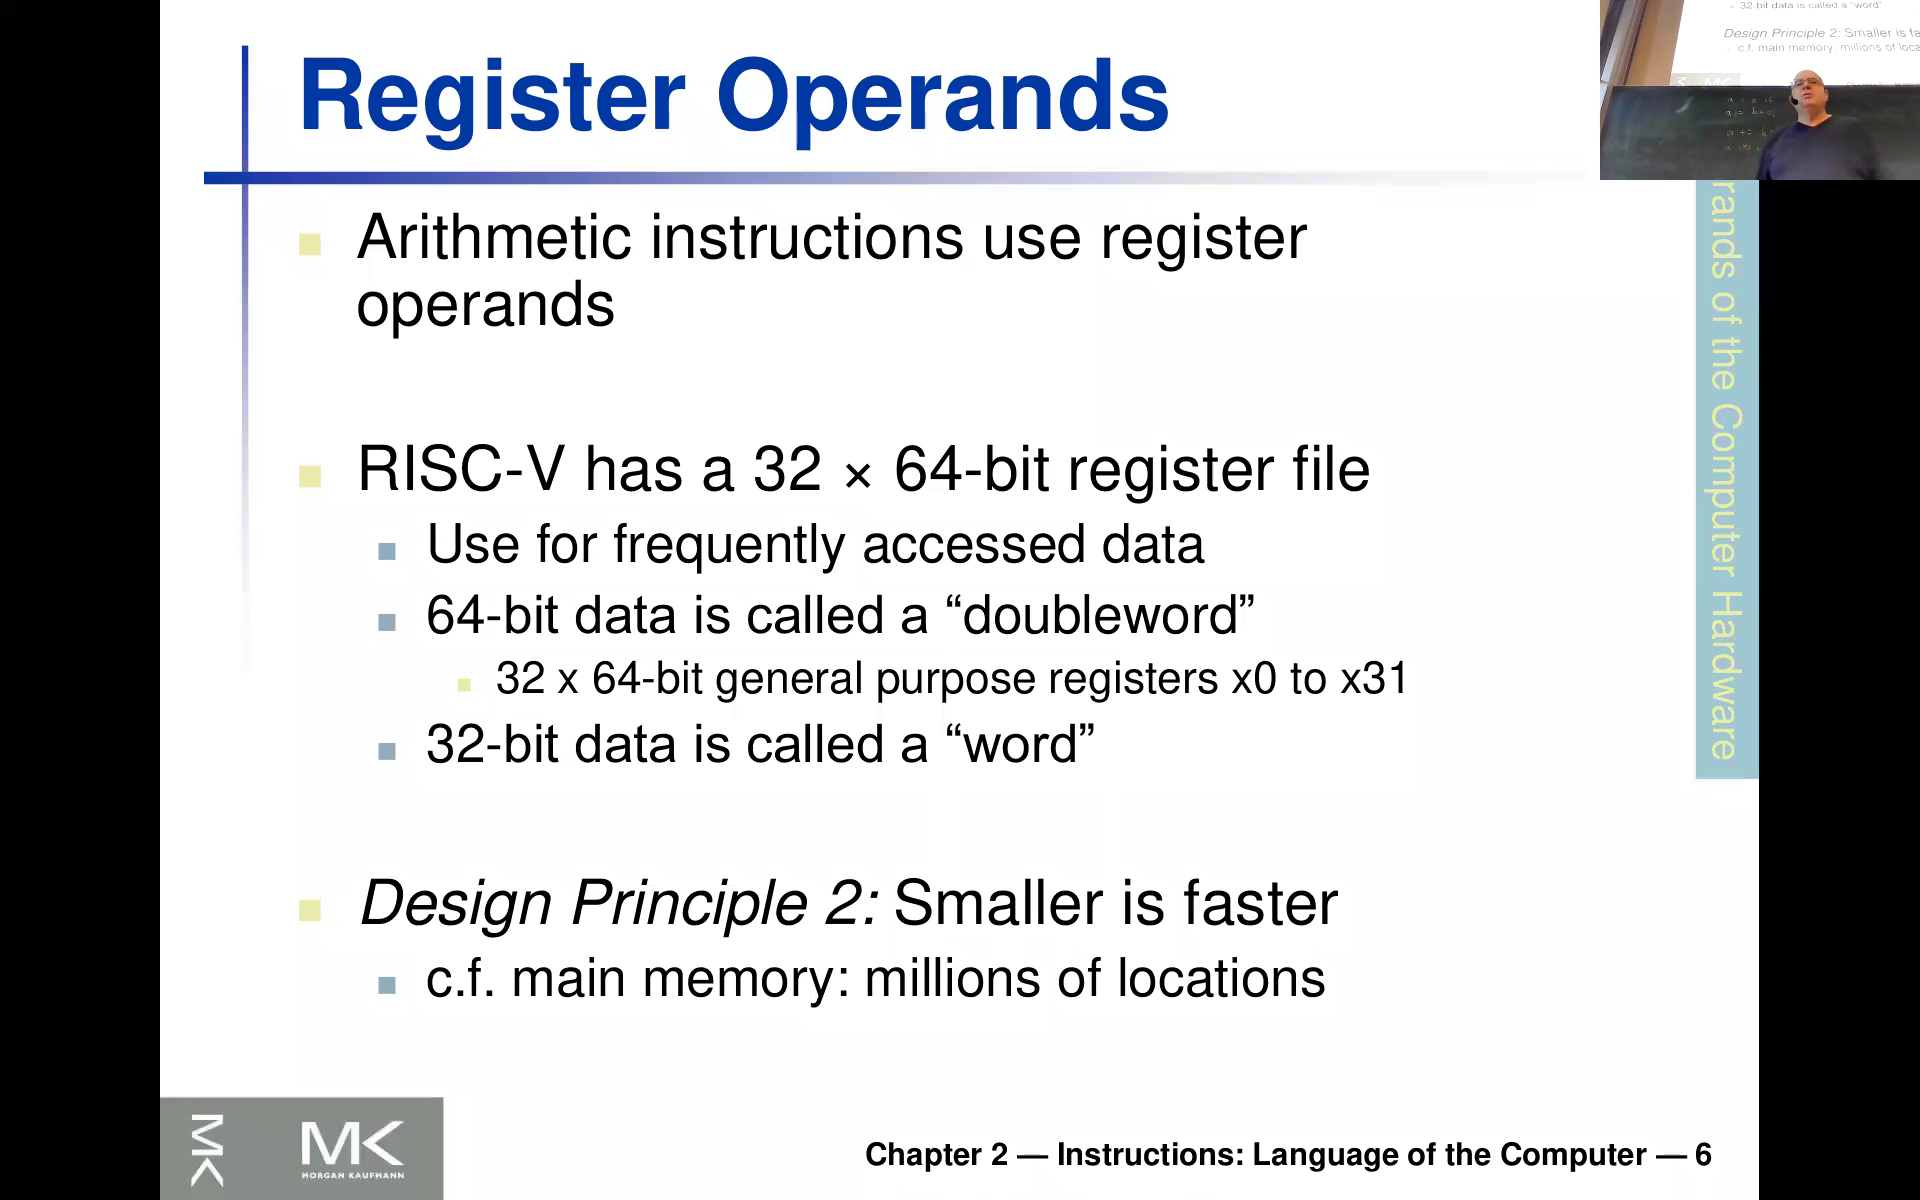 Register Operands
Arithmetic instructions use register
operands
RISC-V has a 32 × 64-bit register file
Use for frequently accessed data
64-bit data is called a “doubleword”
32 x 64-bit general purpose registers x0 to x31
32-bit data is called a “word”
Design Principle 2: Smaller is faster
c.f. main memory: millions of locations
32-bit data is called a “word”
Design Principle 2: Smaller is fa
c.f. main memory: millions of loca
rands of the Computer Hardware
MK
MK
MORGAN KAUFMANN
Chapter 2 — Instructions: Language of the Computer — 6